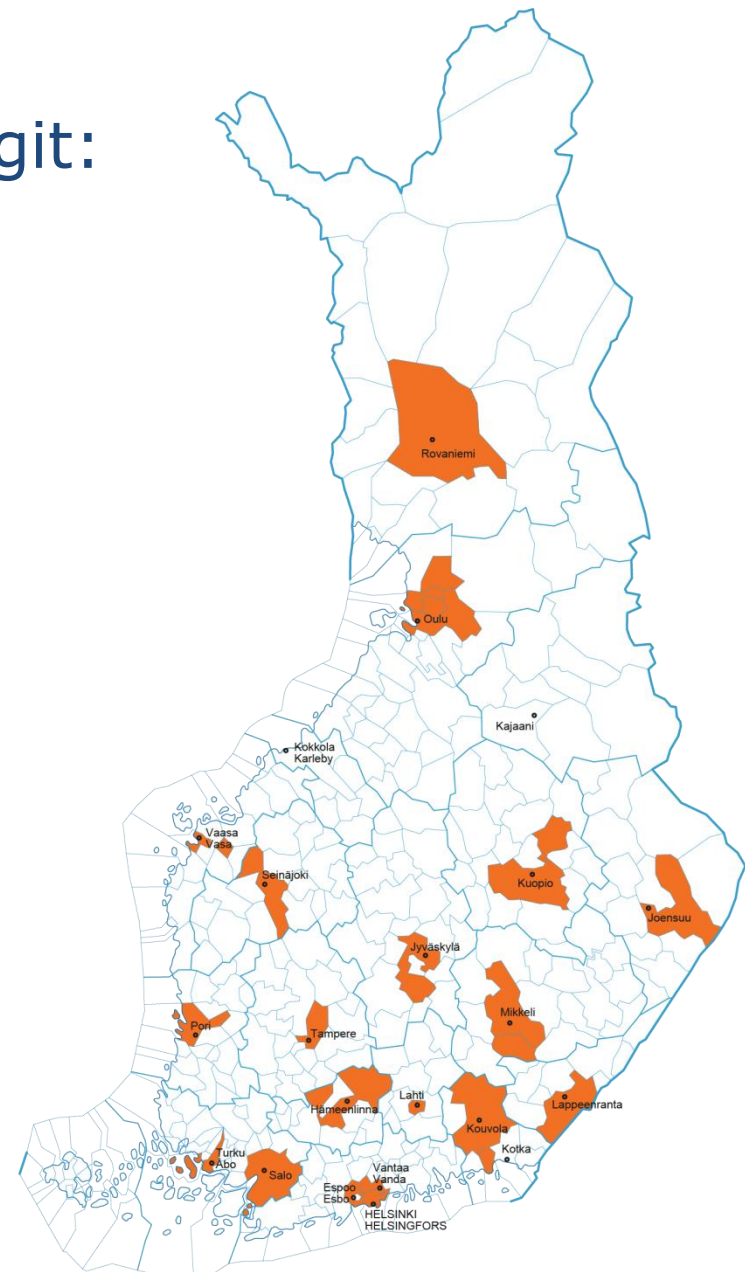 git:
Rovaniemi
Oulu
Kajaani
Kokkola
Karleby
Vaasa
Vasa
Seinäjoki
Kuopio
Joensuu
Jyväskylä
Mikkeli
Pori
Tampere
Hämeenlinna
Lahti
Lappeenranta
Kouvola
Kotka
Turku
Åbo
Salo
Vantaa
Vanda
Espoo
Esbo
HELSINKI
HELSINGFORS